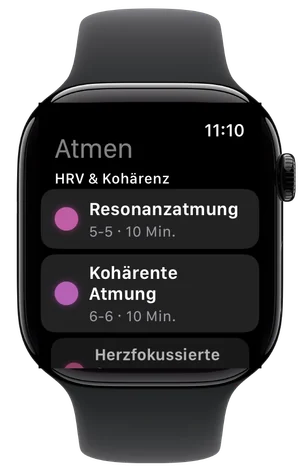 11:10
Atmen
HRV & Kohärenz
Resonanzatmung
5-5 · 10 Min.
Kohärente
Atmung
6-6 · 10 Min.
Herzfokussierte